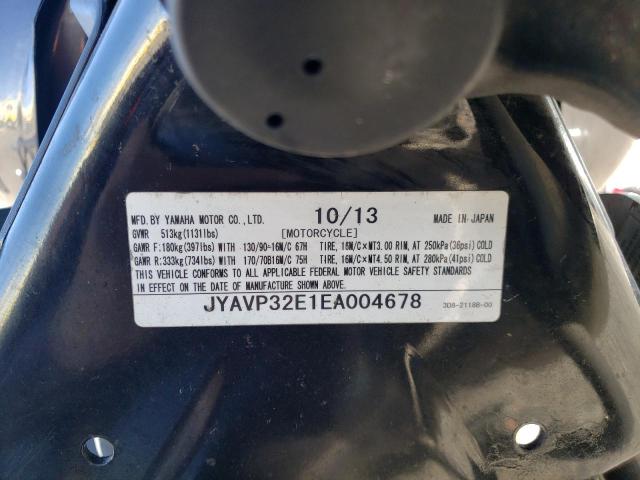 MFD. BY YAMAHA MOTOR CO., LTD. 10/13 MADE IN JAPAN
GVWR 513kg(1131lbs) [MOTORCYCLE]
GAWR F:180kg(397lbs) WITH 130/90-16M/C 67H TIRE, 16M/C×MT3.00 RIM, AT 250kPa(36psi) COLD
GAWR R:333kg(734lbs) WITH 170/70B16M/C 75H TIRE, 16M/C×MT4.50 RIM, AT 280kPa(41psi) COLD
THIS VEHICLE CONFORMS TO ALL APPLICABLE FEDERAL MOTOR VEHICLE SAFETY STANDARDS
IN EFFECT ON THE DATE OF MANUFACTURE SHOWN ABOVE.
JYAVP32E1EA004678 3D8-2118B-00